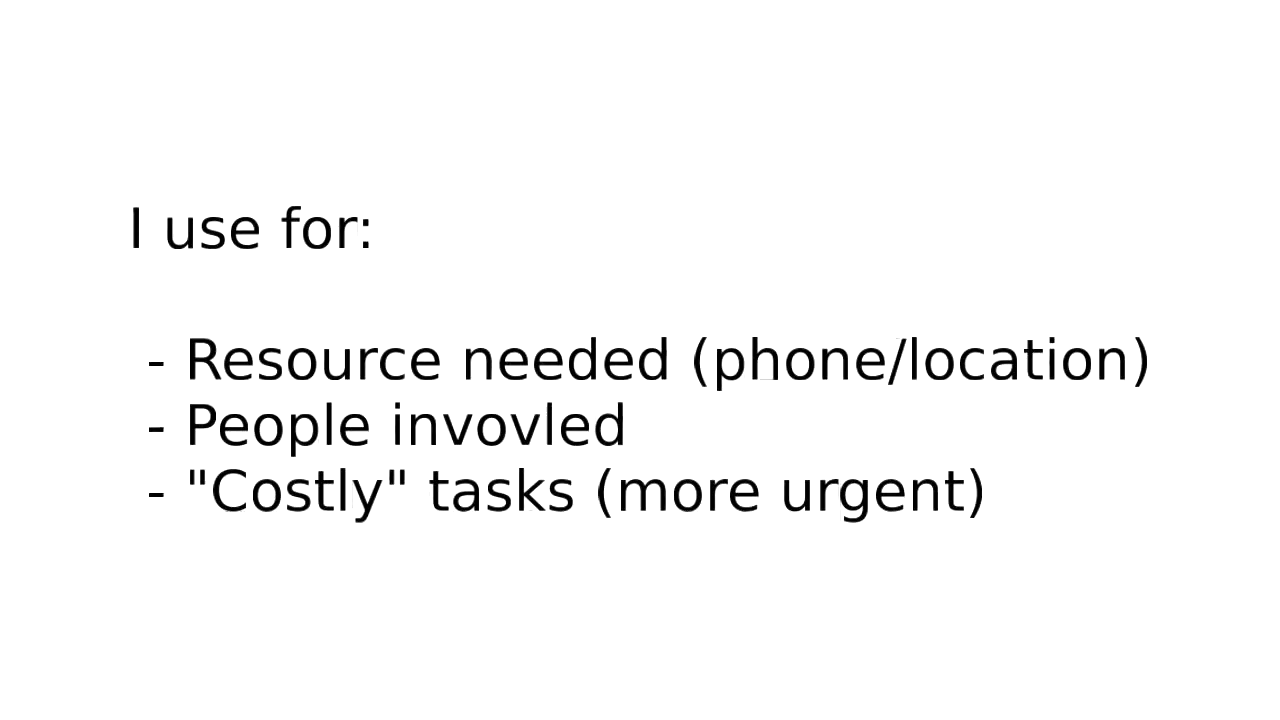 I use for:
- Resource needed (phone/location)
- People invovled
- "Costly" tasks (more urgent)